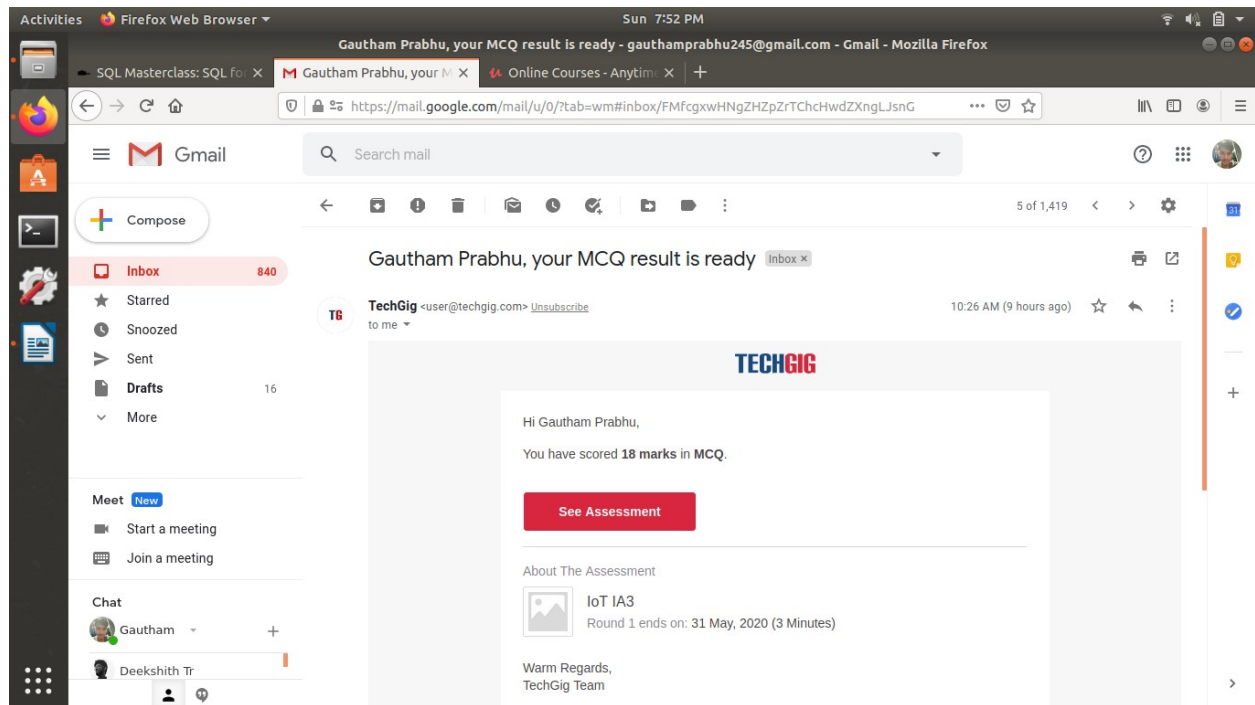 Activities Firefox Web Browser Sun 7:52 PM
Gautham Prabhu, your MCQ result is ready - gauthamprabhu245@gmail.com - Gmail - Mozilla Firefox
SQL Masterclass: SQL for Gautham Prabhu, your M Online Courses - Anytime
https://mail.google.com/mail/u/0/?tab=wm#inbox/FMfcgxwHNgZHZpZrTChcHwdZXngLJsnG
Gmail Search mail
Compose 5 of 1,419 31
Gautham Prabhu, your MCQ result is ready Inbox ×
Inbox 840
Starred
Snoozed
Sent
Drafts 16
More
TG TechGig <user@techgig.com> Unsubscribe 10:26 AM (9 hours ago)
to me
TECHGIG
Hi Gautham Prabhu,
You have scored 18 marks in MCQ.
See Assessment
About The Assessment
IoT IA3
Round 1 ends on: 31 May, 2020 (3 Minutes)
Warm Regards,
TechGig Team
Meet New
Start a meeting
Join a meeting
Chat
Gautham
Deekshith Tr